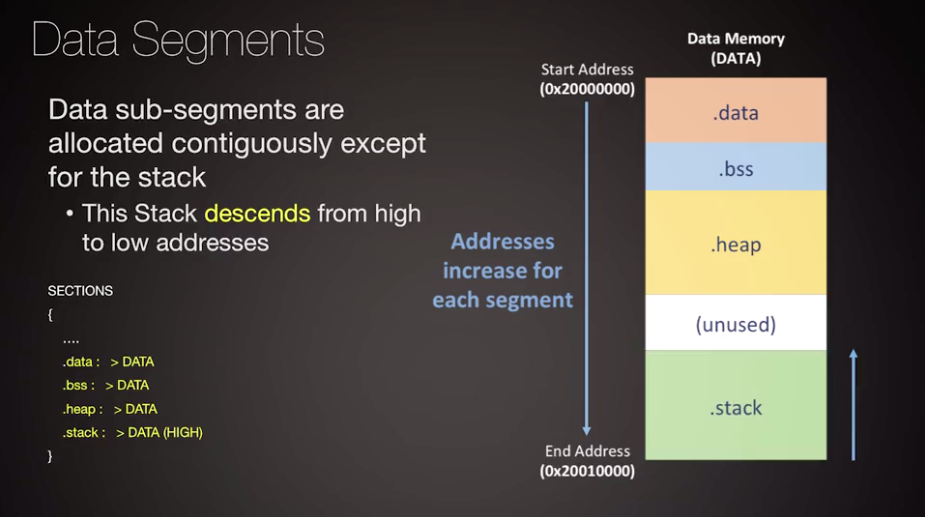 Data Segments
Data sub-segments are
allocated contiguously except
for the stack
• This Stack descends from high
to low addresses
SECTIONS
{
....
.data : > DATA
.bss : > DATA
.heap : > DATA
.stack : > DATA (HIGH)
}
Data Memory
(DATA)
Start Address
(0x20000000)
Addresses
increase for
each segment
End Address
(0x20010000)
.data
.bss
.heap
(unused)
.stack